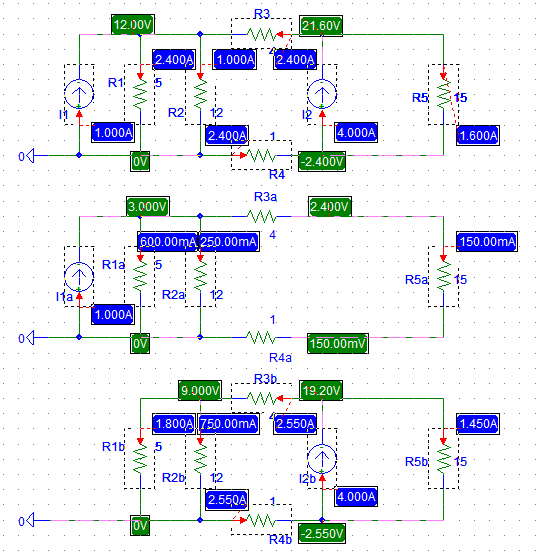 R3
12.00V 21.60V
4
2.400A 1.000A 2.400A
R1 5 R2 12 I1 I2 R5 15
1.000A 2.400A 1 4.000A 1.600A
0 0V -2.400V
R4
R3a
3.000V 2.400V
4
600.00mA 250.00mA 150.00mA
R1a 5 R2a 12 I1a R5a 15
1.000A
1
0 0V 150.00mV
R4a
R3b
9.000V 19.20V
4
1.800A 750.00mA 2.550A 1.450A
R1b 5 R2b 12 I2b R5b 15
2.550A 1 4.000A
0 0V -2.550V
R4b